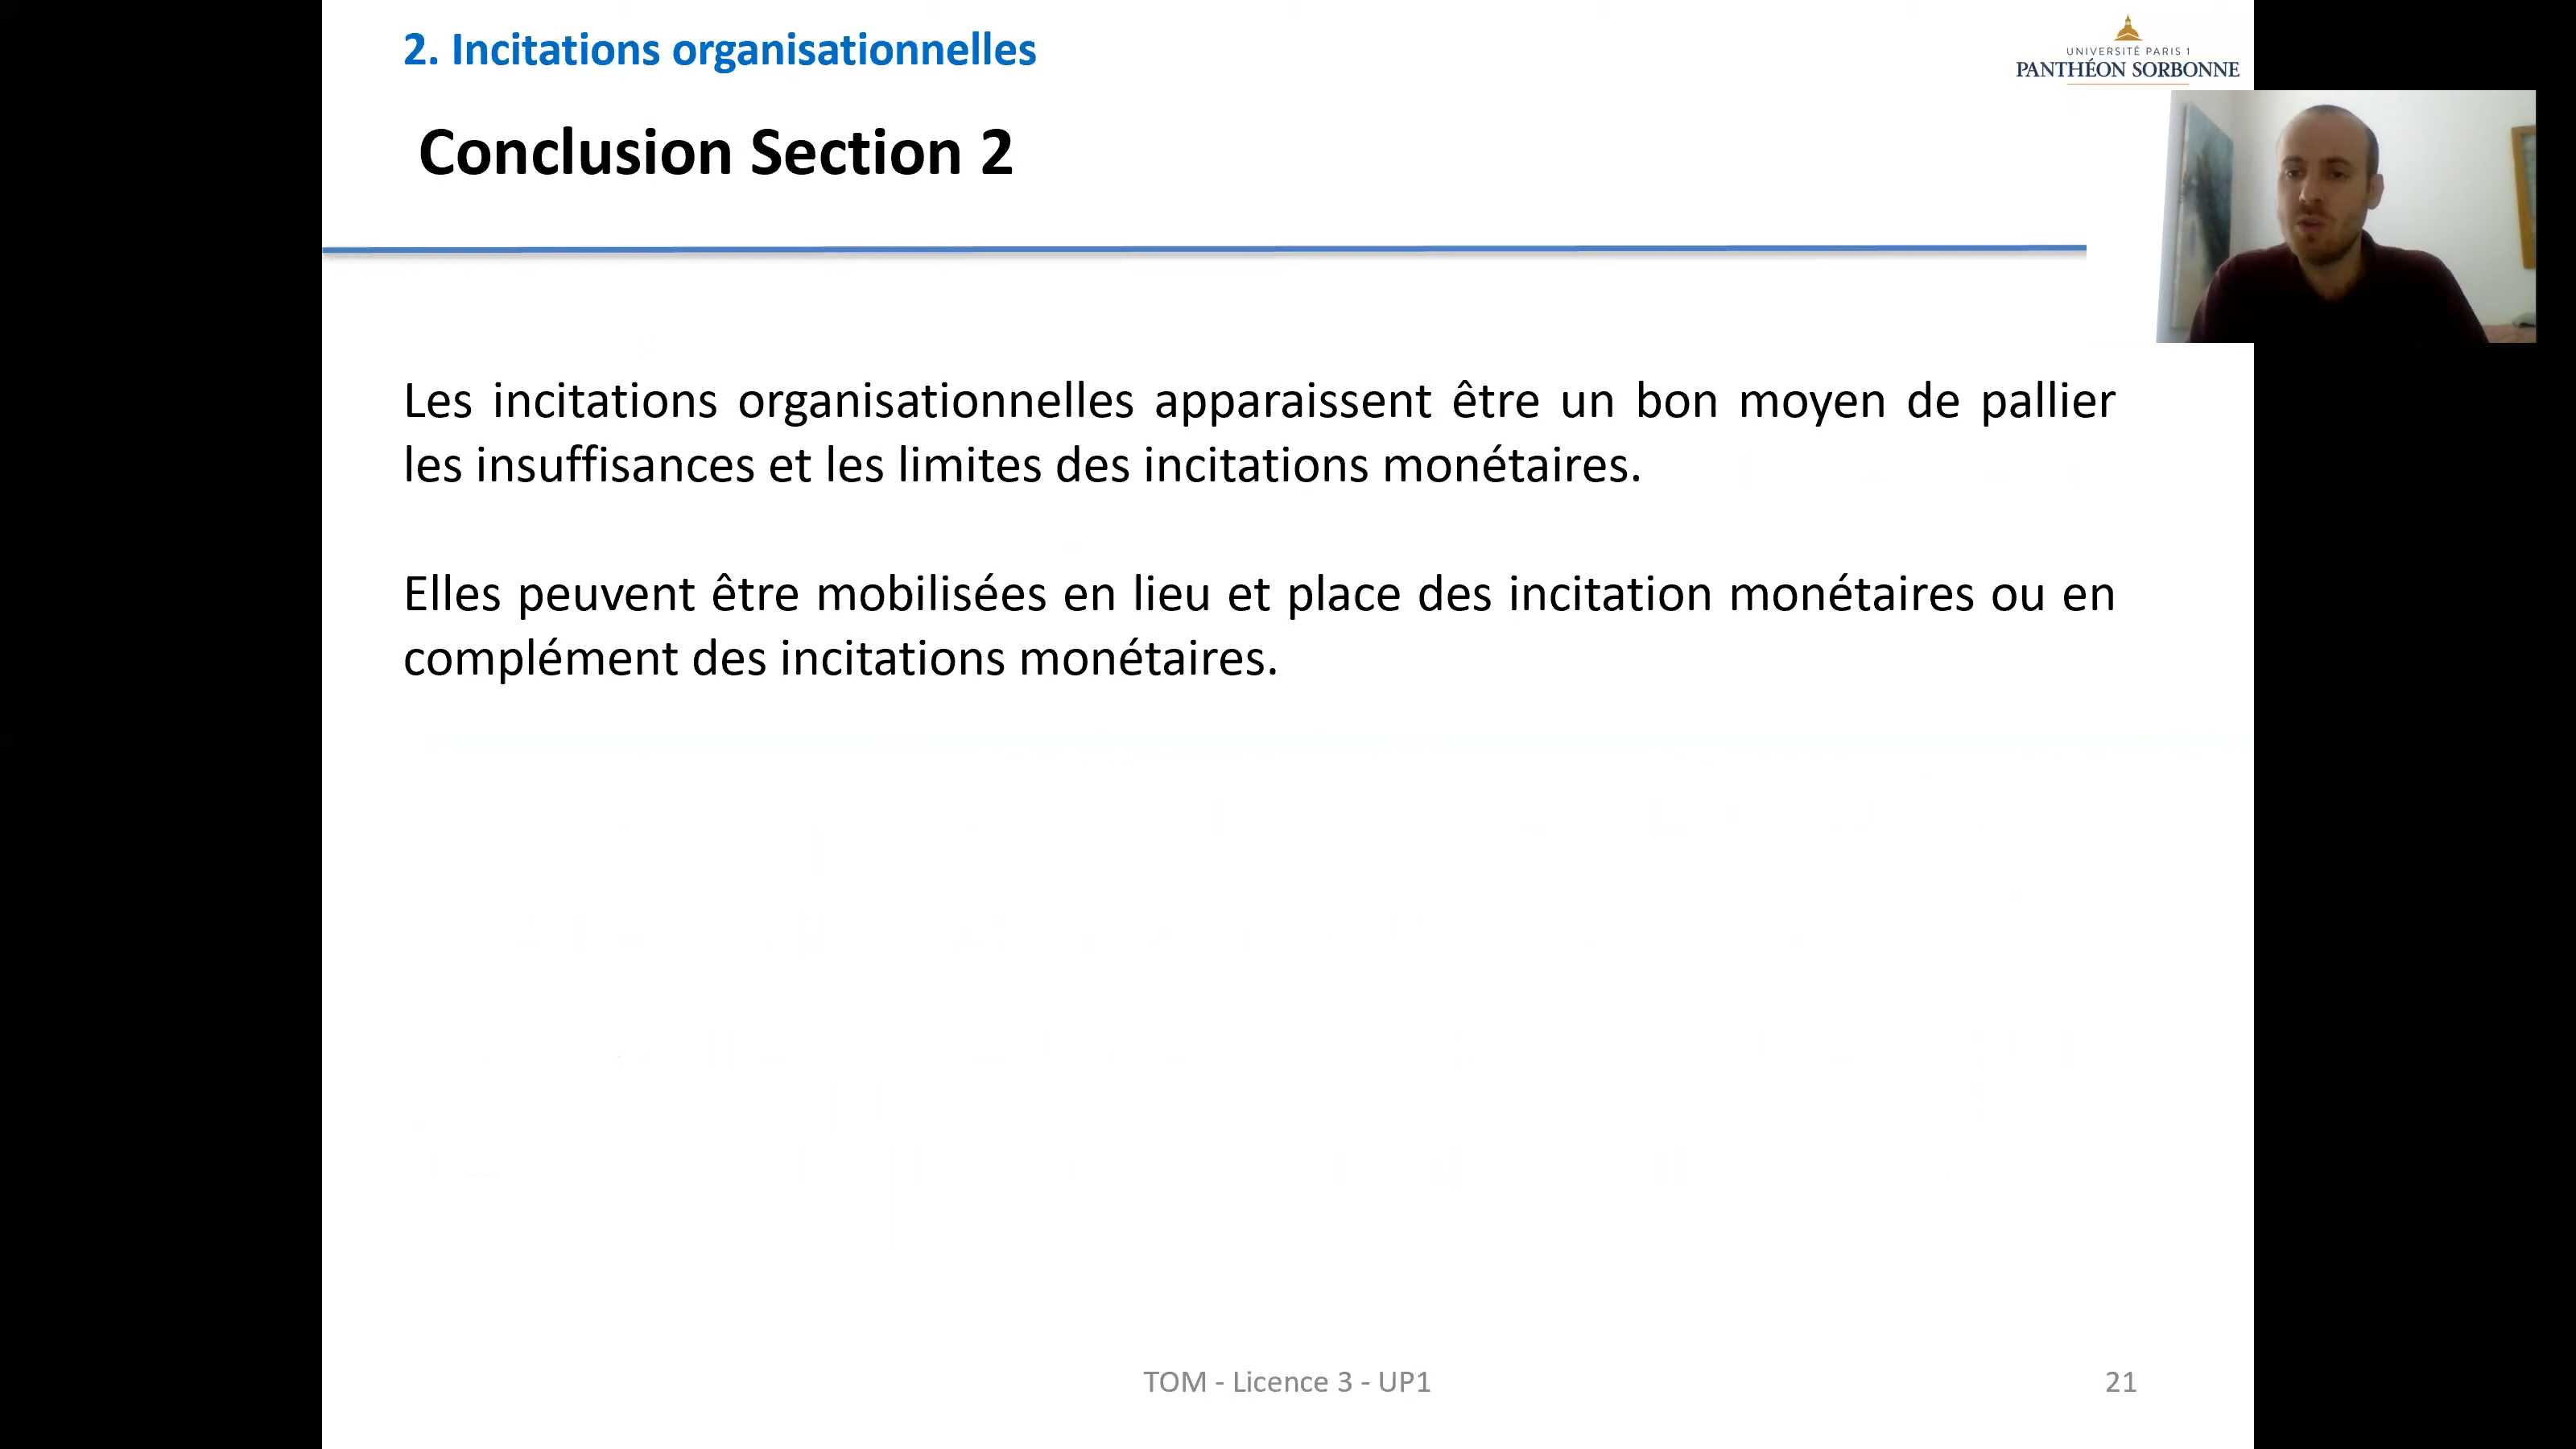 2. Incitations organisationnelles
UNIVERSITÉ PARIS 1
PANTHÉON SORBONNE
Conclusion Section 2
Les incitations organisationnelles apparaissent être un bon moyen de pallier
les insuffisances et les limites des incitations monétaires.
Elles peuvent être mobilisées en lieu et place des incitation monétaires ou en
complément des incitations monétaires.
TOM - Licence 3 - UP1
21